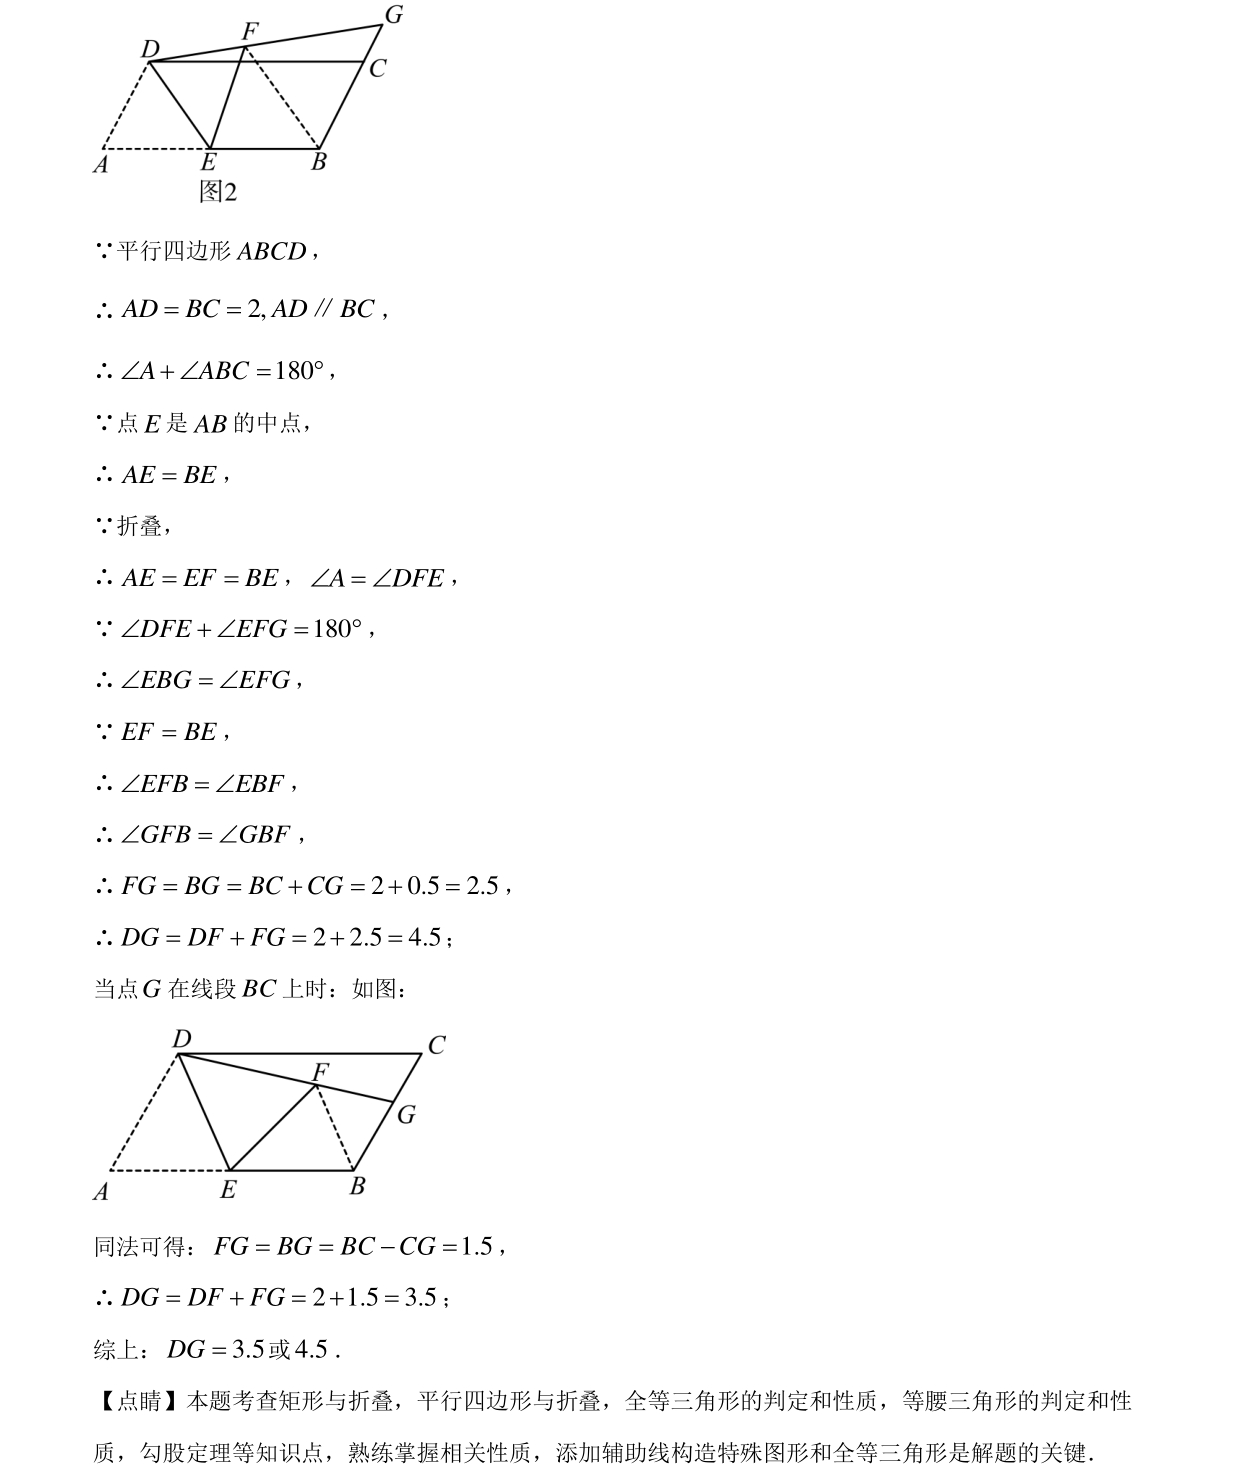 G
F
D
C
A
E
B
图2
∵平行四边形ABCD，
∴AD=BC=2,AD∥BC，
∴∠A+∠ABC=180°，
∵点E是AB的中点，
∴AE=BE，
∵折叠，
∴AE=EF=BE，∠A=∠DFE，
∵∠DFE+∠EFG=180°，
∴∠EBG=∠EFG，
∵EF=BE，
∴∠EFB=∠EBF，
∴∠GFB=∠GBF，
∴FG=BG=BC+CG=2+0.5=2.5，
∴DG=DF+FG=2+2.5=4.5；
当点G在线段BC上时：如图：
D
C
F
G
A
E
B
同法可得：FG=BG=BC-CG=1.5，
∴DG=DF+FG=2+1.5=3.5；
综上：DG=3.5或4.5．
【点睛】本题考查矩形与折叠，平行四边形与折叠，全等三角形的判定和性质，等腰三角形的判定和性
质，勾股定理等知识点，熟练掌握相关性质，添加辅助线构造特殊图形和全等三角形是解题的关键．